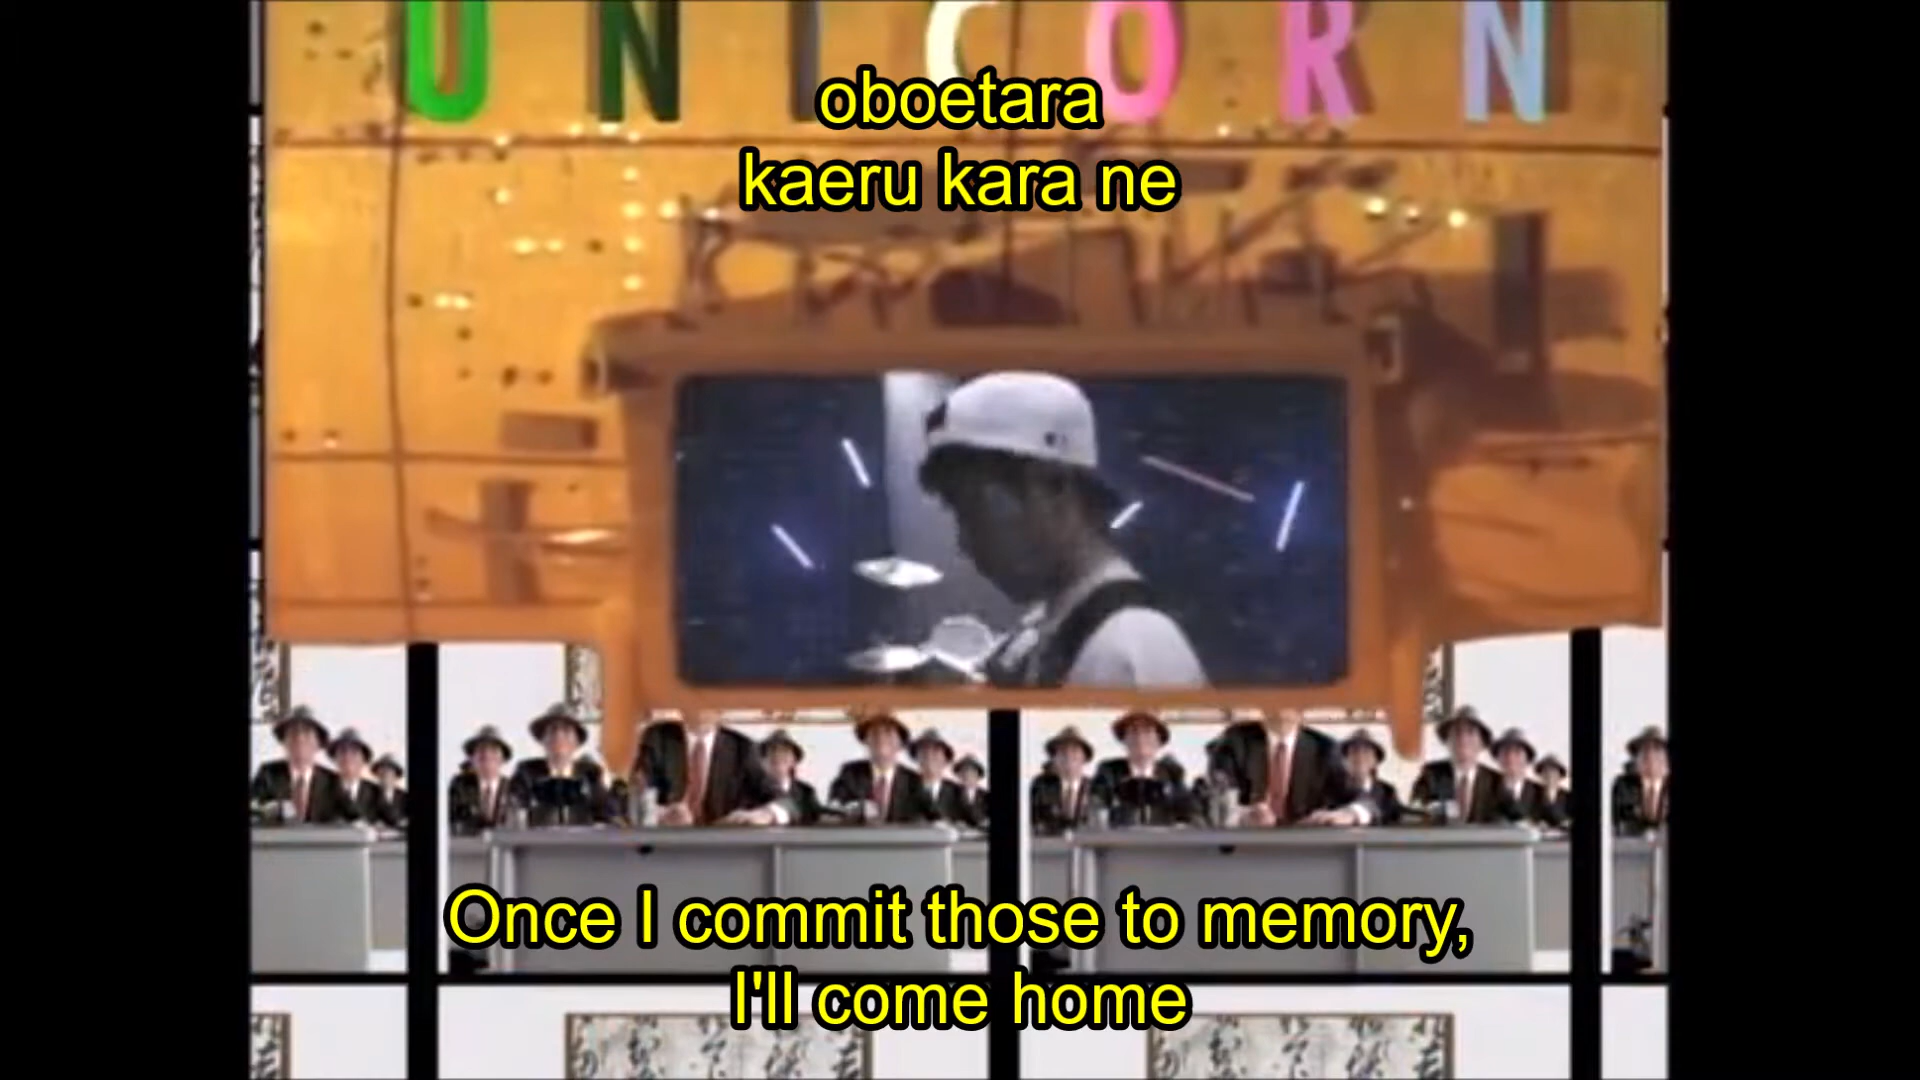 UNICORN
oboetara
kaeru kara ne
Once I commit those to memory,
I'll come home